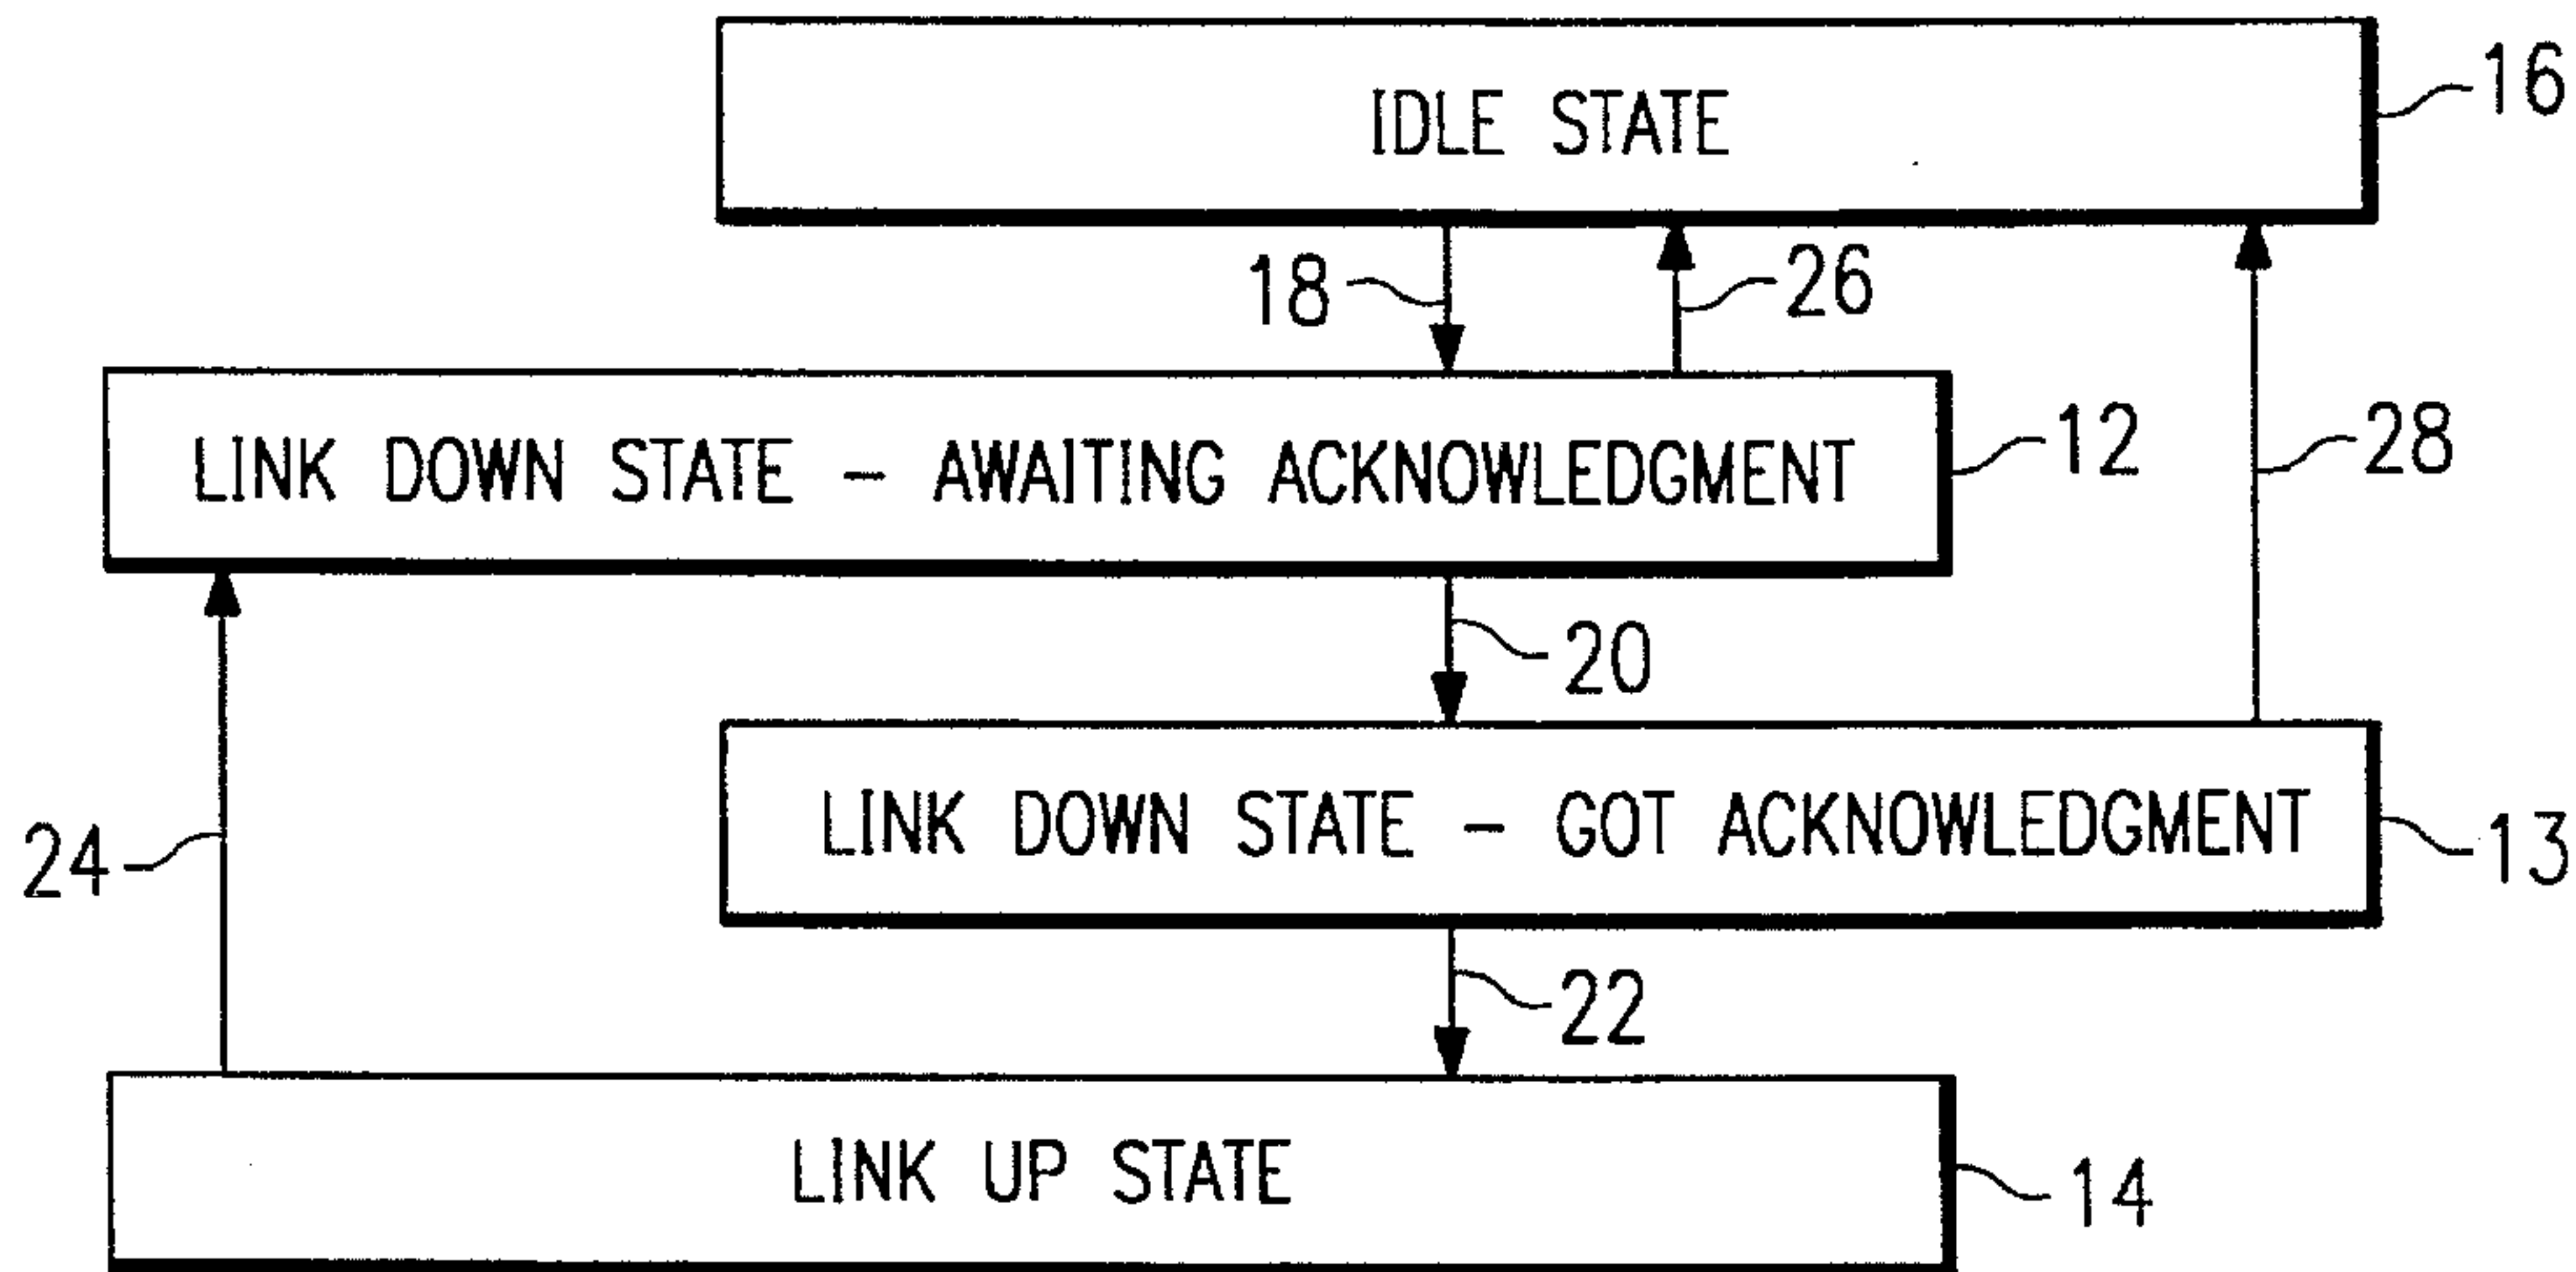 IDLE STATE
16
18
26
LINK DOWN STATE - AWAITING ACKNOWLEDGMENT
12
28
20
LINK DOWN STATE - GOT ACKNOWLEDGMENT
13
24
22
LINK UP STATE
14